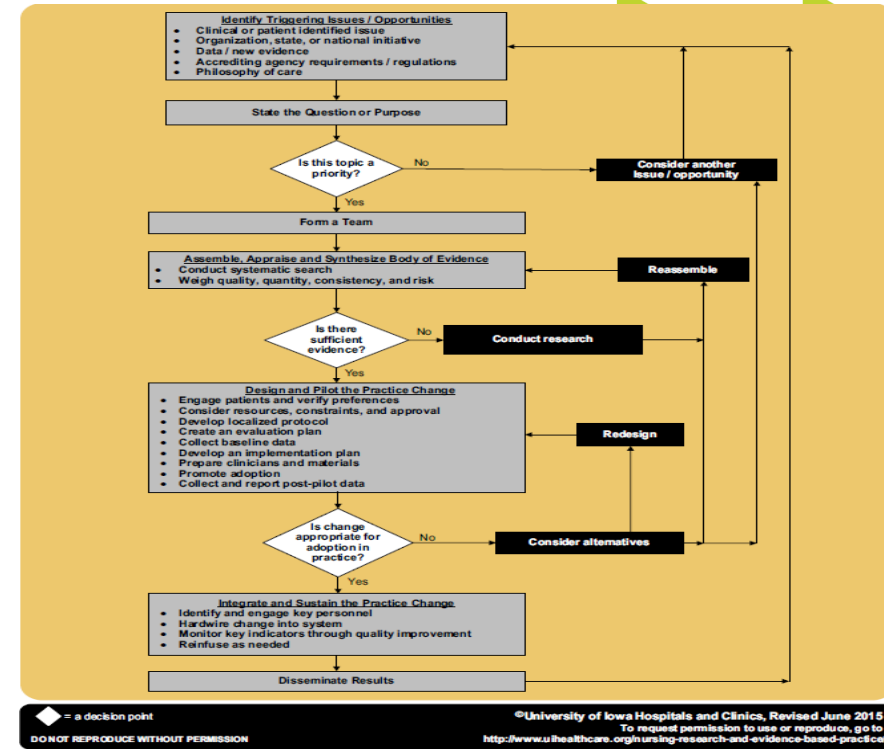 Identify Triggering Issues / Opportunities
• Clinical or patient identified issue
• Organization, state, or national initiative
• Data / new evidence
• Accrediting agency requirements / regulations
• Philosophy of care
State the Question or Purpose
Is this topic a
priority?
No
Consider another
Issue / opportunity
Yes
Form a Team
Assemble, Appraise and Synthesize Body of Evidence
• Conduct systematic search
• Weigh quality, quantity, consistency, and risk
Reassemble
Is there
sufficient
evidence?
No
Conduct research
Yes
Design and Pilot the Practice Change
• Engage patients and verify preferences
• Consider resources, constraints, and approval
• Develop localized protocol
• Create an evaluation plan
• Collect baseline data
• Develop an implementation plan
• Prepare clinicians and materials
• Promote adoption
• Collect and report post-pilot data
Redesign
Is change
appropriate for
adoption in
practice?
No
Consider alternatives
Yes
Integrate and Sustain the Practice Change
• Identify and engage key personnel
• Hardwire change into system
• Monitor key indicators through quality improvement
• Reinfuse as needed
Disseminate Results
= a decision point
DO NOT REPRODUCE WITHOUT PERMISSION
©University of Iowa Hospitals and Clinics, Revised June 2015
To request permission to use or reproduce, go to
http://www.uihealthcare.org/nursing-research-and-evidence-based-practice